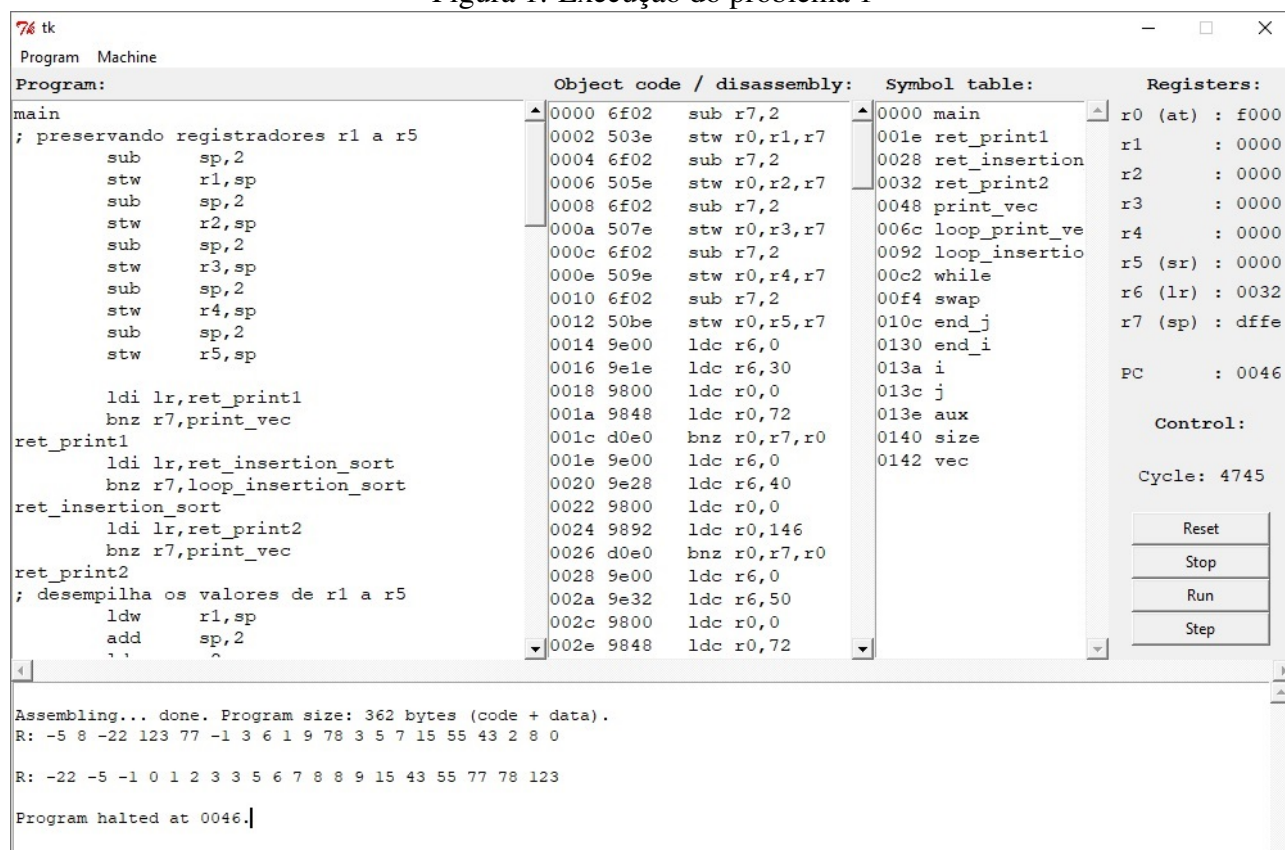 Figura 1: Execução do problema 1
tk
Program Machine
Program:
main
; preservando registradores r1 a r5
sub sp,2
stw r1,sp
sub sp,2
stw r2,sp
sub sp,2
stw r3,sp
sub sp,2
stw r4,sp
sub sp,2
stw r5,sp
ldi lr,ret_print1
bnz r7,print_vec
ret_print1
ldi lr,ret_insertion_sort
bnz r7,loop_insertion_sort
ret_insertion_sort
ldi lr,ret_print2
bnz r7,print_vec
ret_print2
; desempilha os valores de r1 a r5
ldw r1,sp
add sp,2
Object code / disassembly:
0000 6f02 sub r7,2
0002 503e stw r0,r1,r7
0004 6f02 sub r7,2
0006 505e stw r0,r2,r7
0008 6f02 sub r7,2
000a 507e stw r0,r3,r7
000c 6f02 sub r7,2
000e 509e stw r0,r4,r7
0010 6f02 sub r7,2
0012 50be stw r0,r5,r7
0014 9e00 ldc r6,0
0016 9e1e ldc r6,30
0018 9800 ldc r0,0
001a 9848 ldc r0,72
001c d0e0 bnz r0,r7,r0
001e 9e00 ldc r6,0
0020 9e28 ldc r6,40
0022 9800 ldc r0,0
0024 9892 ldc r0,146
0026 d0e0 bnz r0,r7,r0
0028 9e00 ldc r6,0
002a 9e32 ldc r6,50
002c 9800 ldc r0,0
002e 9848 ldc r0,72
Symbol table:
0000 main
001e ret_print1
0028 ret_insertion
0032 ret_print2
0048 print_vec
006c loop_print_ve
0092 loop_insertio
00c2 while
00f4 swap
010c end_j
0130 end_i
013a i
013c j
013e aux
0140 size
0142 vec
Registers:
r0 (at) : f000
r1 : 0000
r2 : 0000
r3 : 0000
r4 : 0000
r5 (sr) : 0000
r6 (lr) : 0032
r7 (sp) : dffe
PC : 0046
Control:
Cycle: 4745
Reset
Stop
Run
Step
Assembling... done. Program size: 362 bytes (code + data).
R: -5 8 -22 123 77 -1 3 6 1 9 78 3 5 7 15 55 43 2 8 0
R: -22 -5 -1 0 1 2 3 3 5 6 7 8 8 9 15 43 55 77 78 123
Program halted at 0046.